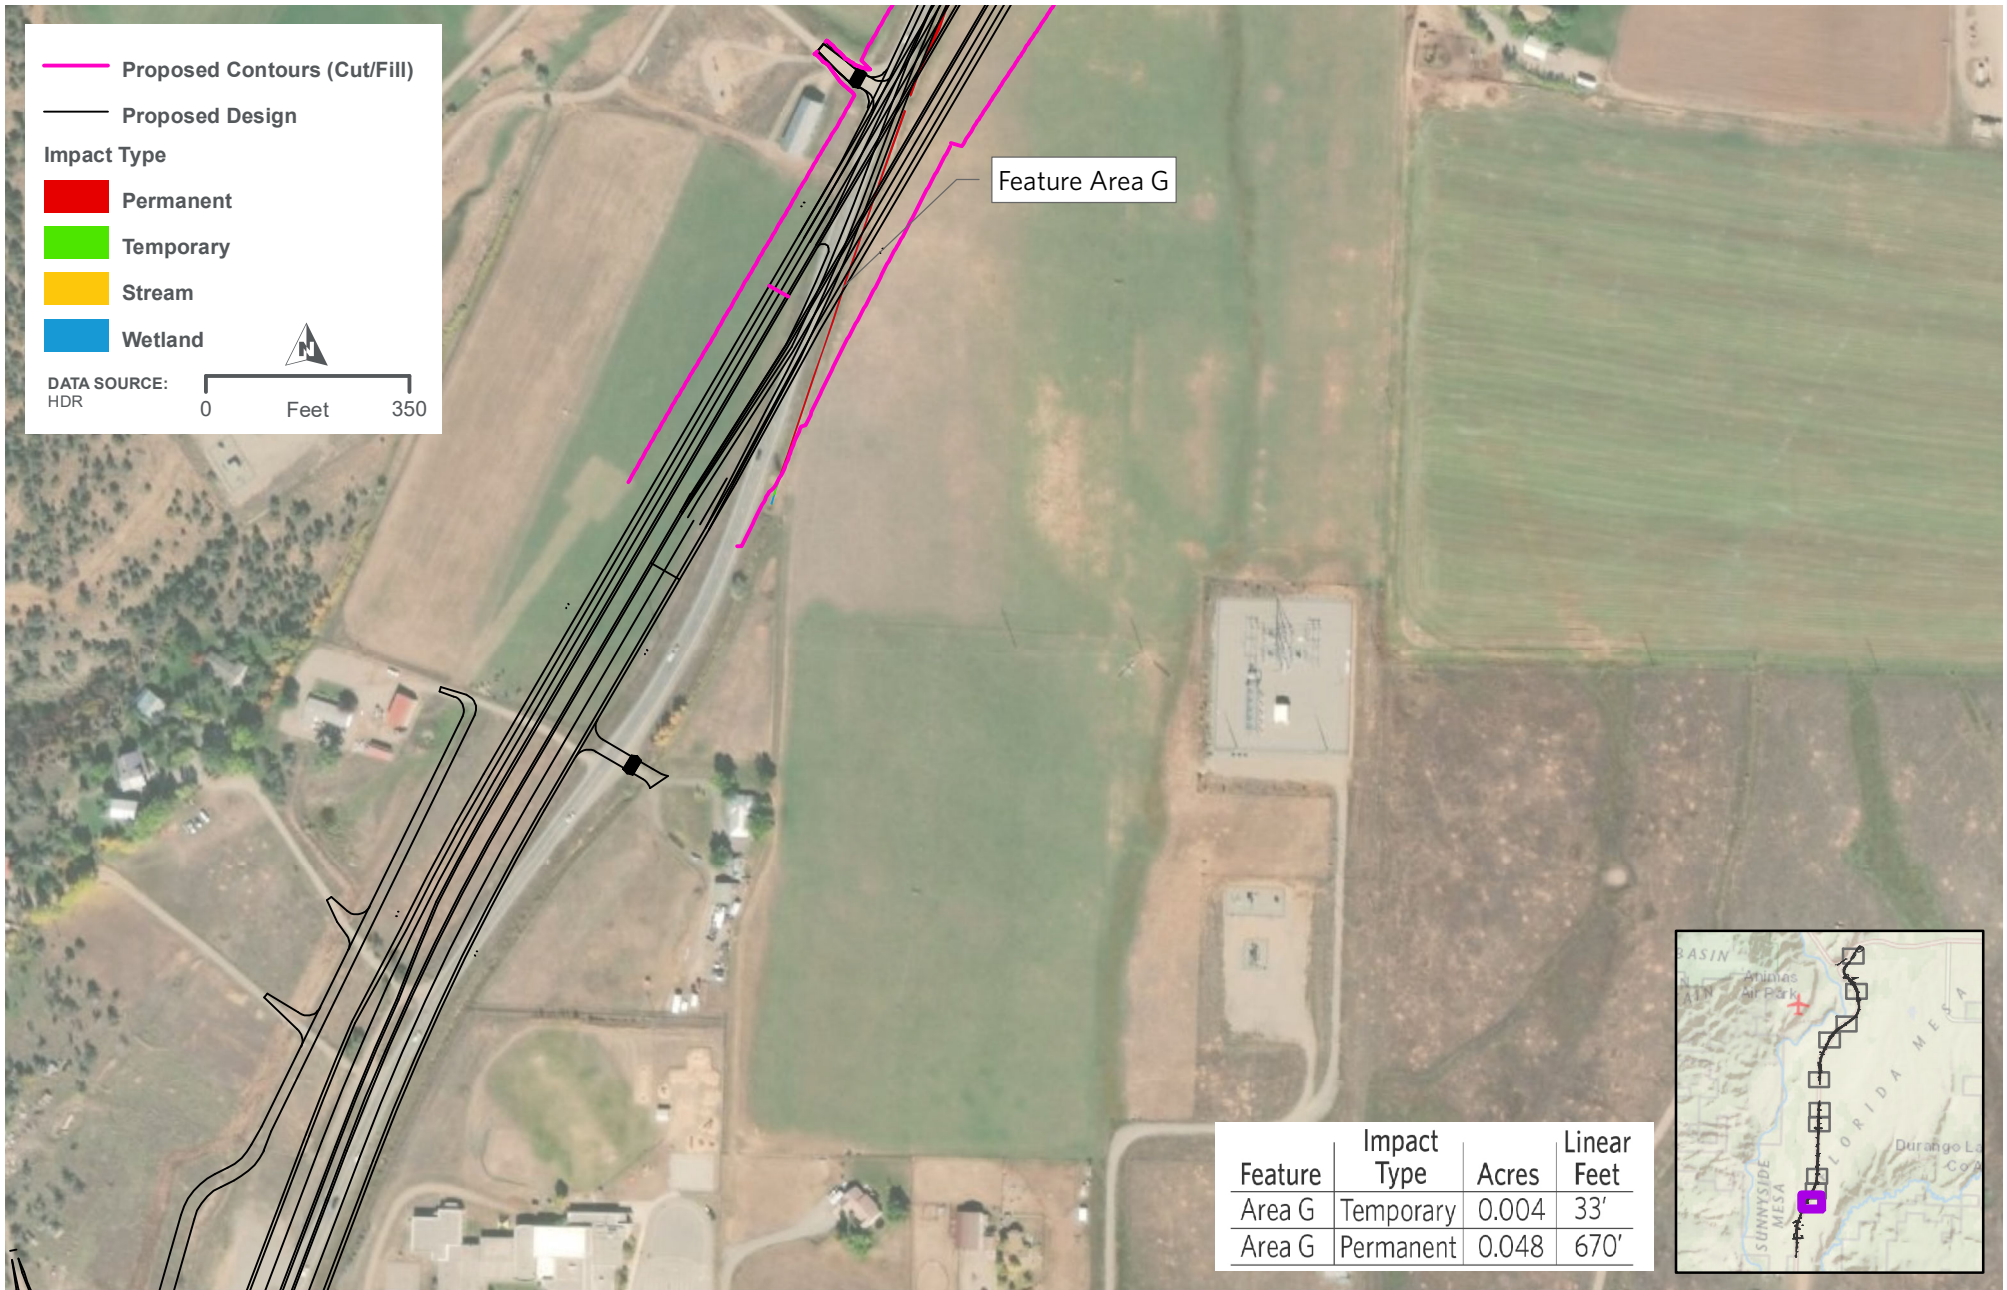 Proposed Contours (Cut/Fill)
Proposed Design
Impact Type
Permanent
Temporary
Stream
Wetland
N
DATA SOURCE:
HDR
0 Feet 350
Feature Area G
Feature Impact Type Acres Linear Feet
Area G Temporary 0.004 33′
Area G Permanent 0.048 670′
BASIN
Animas
Air Park
FLORIDA MESA
Durango La
Co A
SUNNYSIDE
MESA